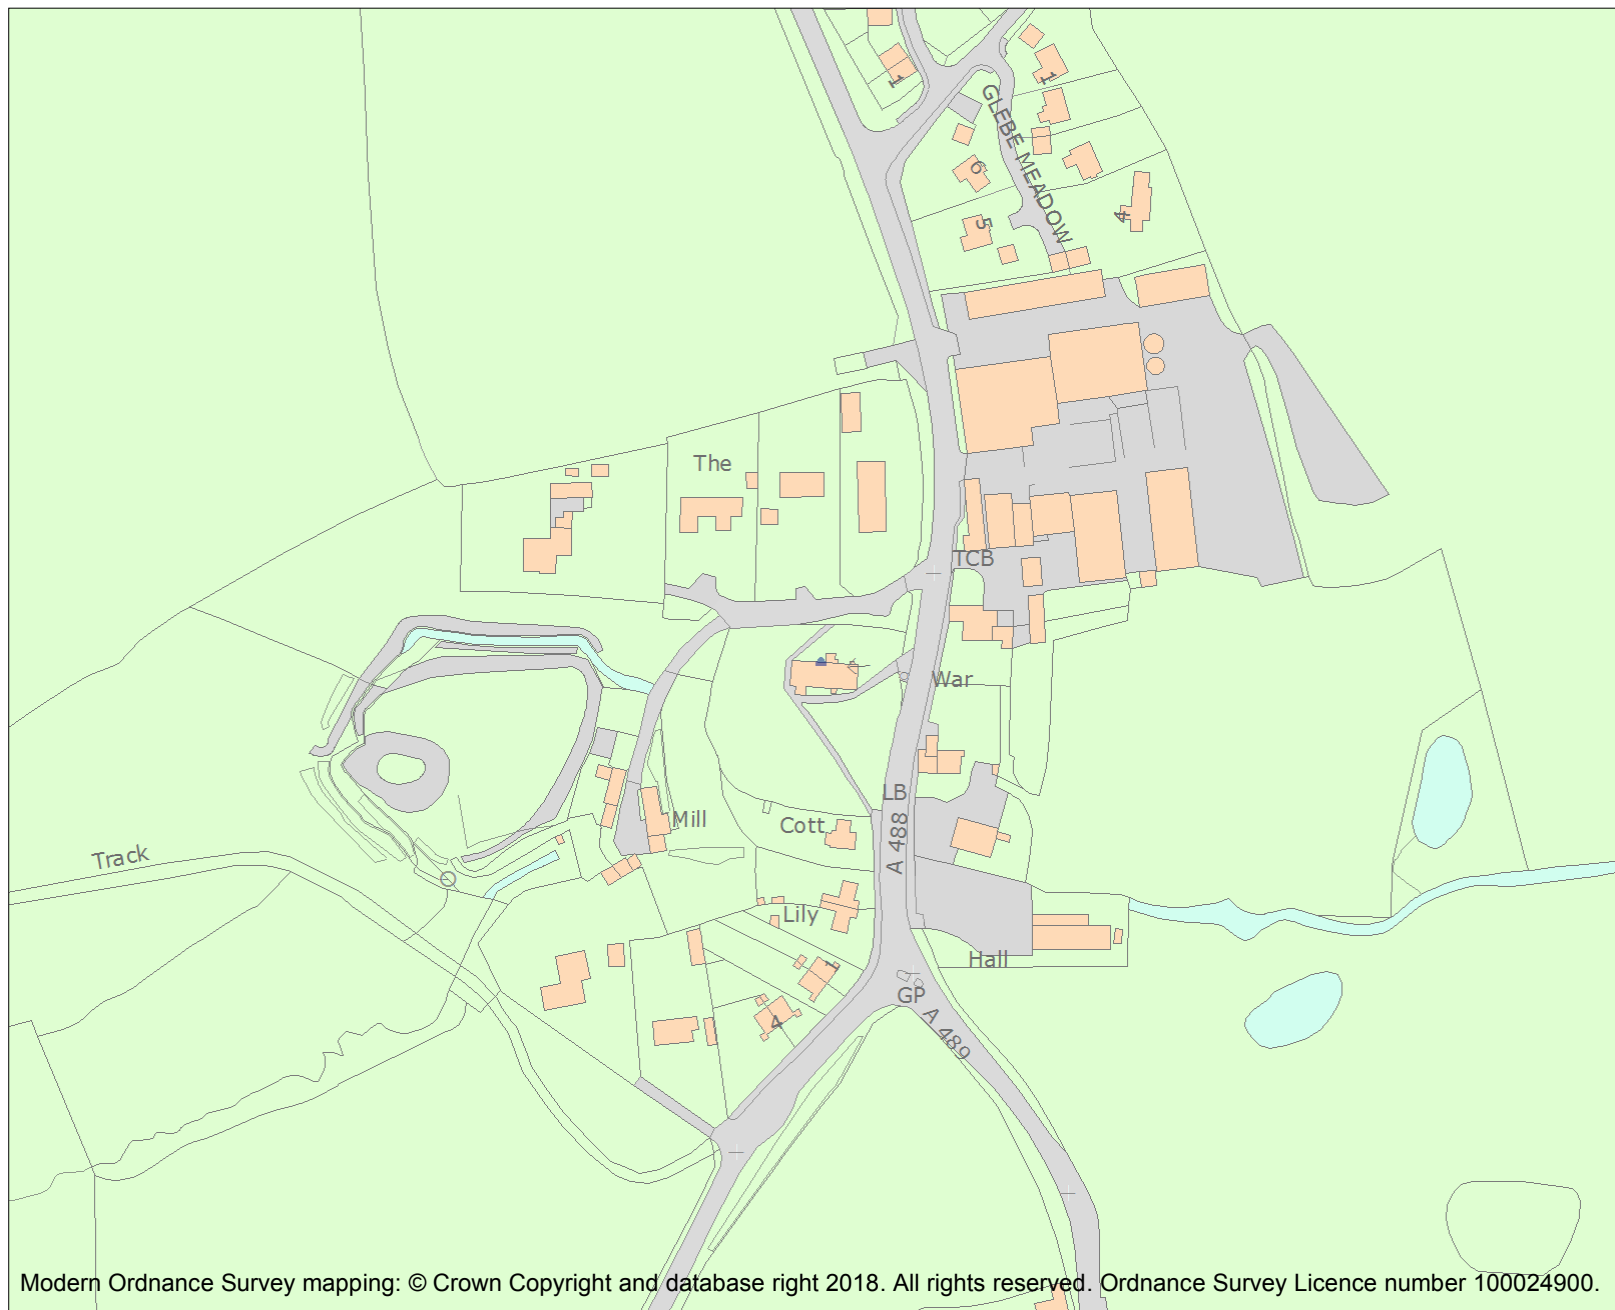 1
1
GLEBE MEADOW
6
5
4
The
TCB
War
LB
A 488
Mill
Cott
Track
Lily
1
Hall
GP
4
A 489
Modern Ordnance Survey mapping: © Crown Copyright and database right 2018. All rights reserved. Ordnance Survey Licence number 100024900.